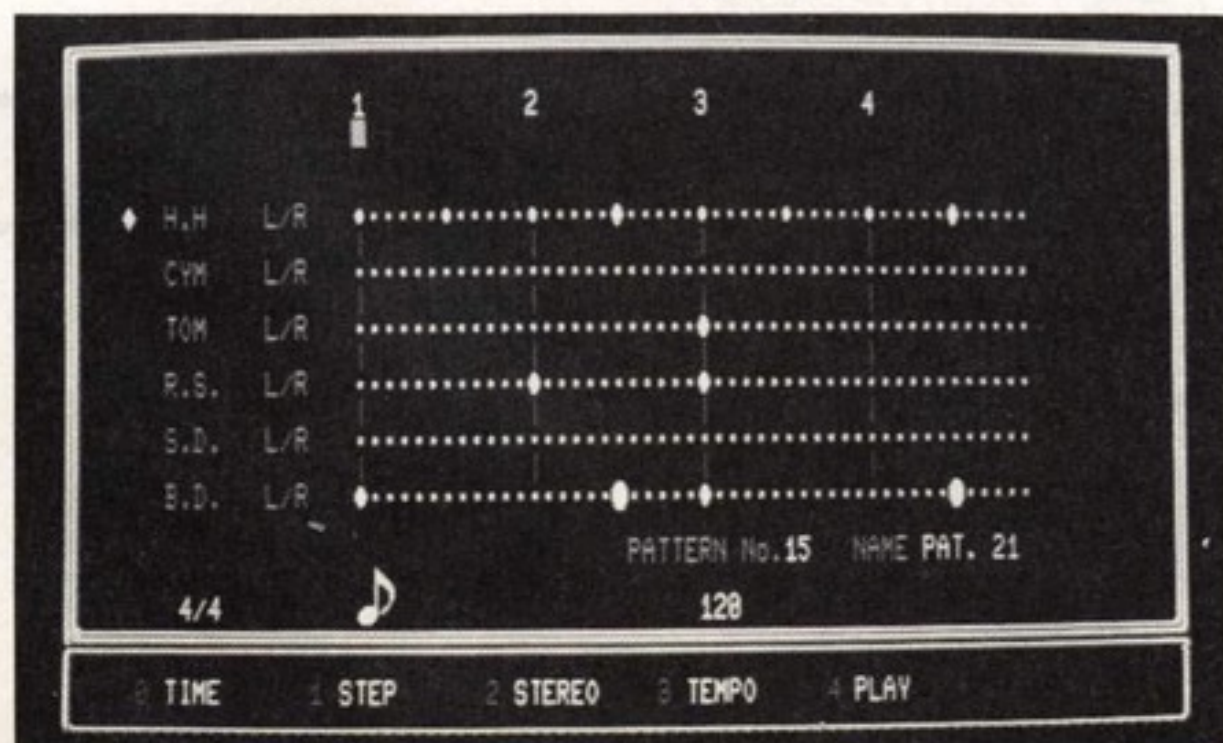 1 2 3 4
H.H L/R
CYM L/R
TOM L/R
R.S. L/R
S.D. L/R
B.D. L/R
PATTERN No.15 NAME PAT. 21
4/4 120
0 TIME 1 STEP 2 STEREO 3 TEMPO 4 PLAY